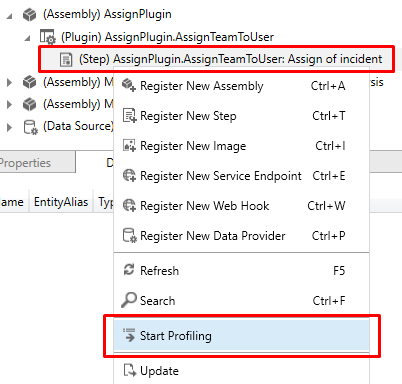 (Assembly) AssignPlugin
(Plugin) AssignPlugin.AssignTeamToUser
(Step) AssignPlugin.AssignTeamToUser: Assign of incident
(Assembly) M
(Assembly) M
(Data Source)
Properties
D
ame EntityAlias Typ
Register New Assembly Ctrl+A
Register New Step Ctrl+T
Register New Image Ctrl+I
Register New Service Endpoint Ctrl+E
Register New Web Hook Ctrl+W
Register New Data Provider Ctrl+P
Refresh F5
Search Ctrl+F
Start Profiling
Update